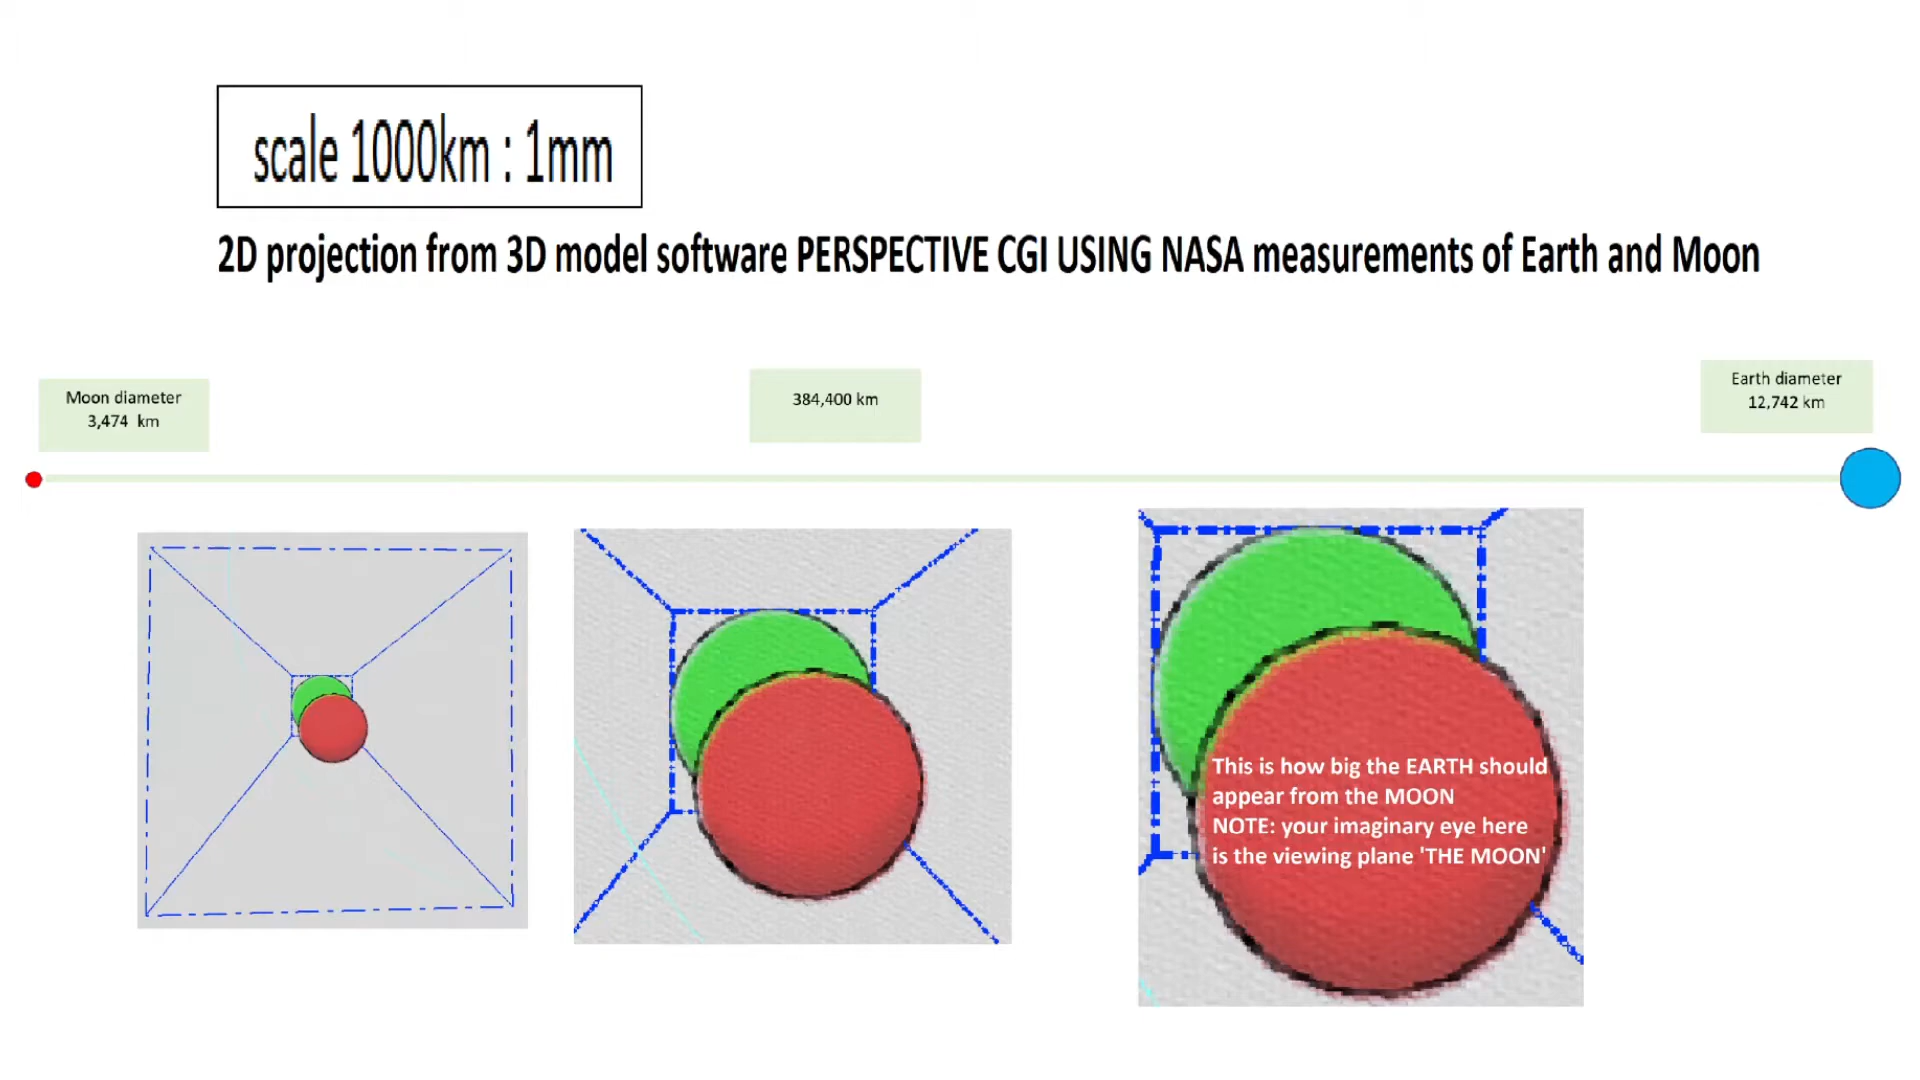 scale 1000km : 1mm
2D projection from 3D model software PERSPECTIVE CGI USING NASA measurements of Earth and Moon
Moon diameter
3,474 km
384,400 km
Earth diameter
12,742 km
This is how big the EARTH should
appear from the MOON
NOTE: your imaginary eye here
is the viewing plane 'THE MOON'